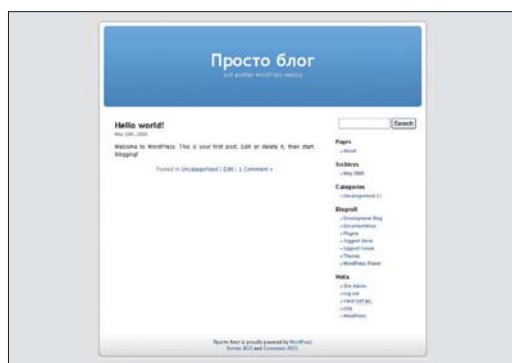 Просто блог
Just another WordPress weblog
Hello world!
May 2008
Welcome to WordPress. This is your first post. Edit or delete it, then start
blogging!
Posted in Uncategorized | Edit | 1 Comment »
Search
Pages
» About
Archives
» May 2008
Categories
» Uncategorized (1)
Blogroll
» Development Blog
» Documentation
» Plugins
» Suggest Ideas
» Support Forum
» Themes
» WordPress Planet
Meta
» Site Admin
» Log out
» Valid XHTML
» XFN
» WordPress
Просто блог is proudly powered by WordPress
Entries (RSS) and Comments (RSS).